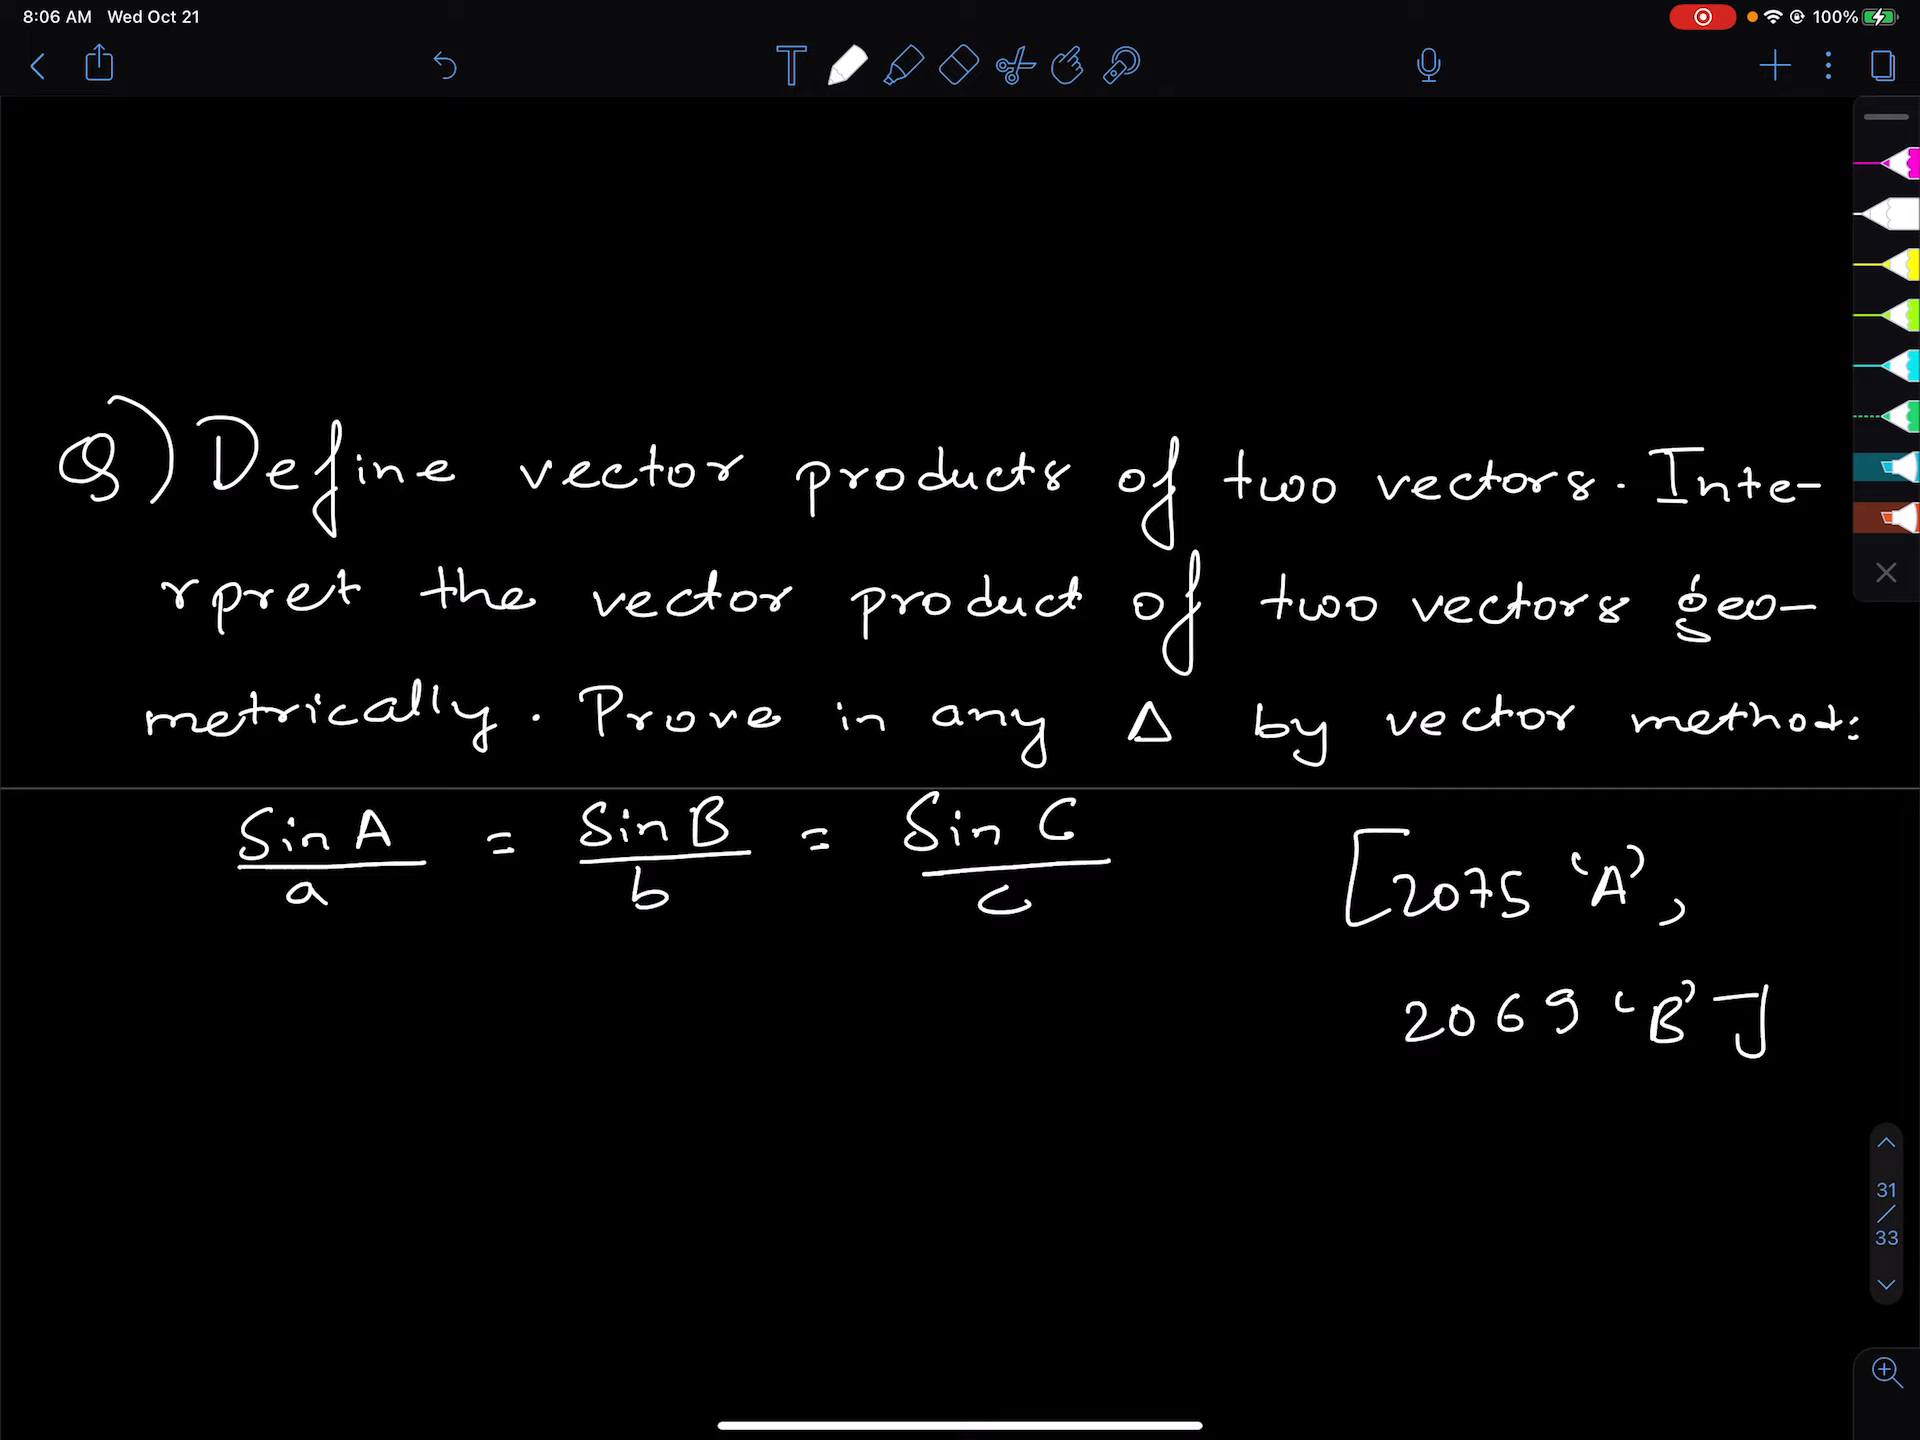 8:06 AM Wed Oct 21
100%
T
Q) Define vector products of two vectors. Inte-
rpret the vector product of two vectors geo-
metrically. Prove in any Δ by vector method:
Sin A / a = Sin B / b = Sin C / c
[2075 'A',
2069 'B']
31
/
33